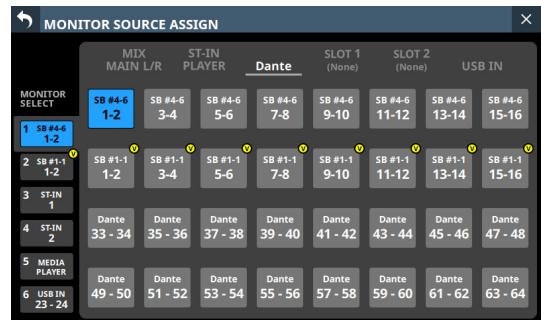 MONITOR SOURCE ASSIGN
MIX MAIN L/R
ST-IN PLAYER
Dante
SLOT 1 (None)
SLOT 2 (None)
USB IN
MONITOR SELECT
1 SB #4-6 1-2
2 SB #1-1 1-2 V
3 ST-IN 1
4 ST-IN 2
5 MEDIA PLAYER
6 USB IN 23 - 24
SB #4-6 1-2
SB #4-6 3-4
SB #4-6 5-6
SB #4-6 7-8
SB #4-6 9-10
SB #4-6 11-12
SB #4-6 13-14
SB #4-6 15-16
SB #1-1 1-2 V
SB #1-1 3-4 V
SB #1-1 5-6 V
SB #1-1 7-8 V
SB #1-1 9-10 V
SB #1-1 11-12 V
SB #1-1 13-14 V
SB #1-1 15-16 V
Dante 33 - 34
Dante 35 - 36
Dante 37 - 38
Dante 39 - 40
Dante 41 - 42
Dante 43 - 44
Dante 45 - 46
Dante 47 - 48
Dante 49 - 50
Dante 51 - 52
Dante 53 - 54
Dante 55 - 56
Dante 57 - 58
Dante 59 - 60
Dante 61 - 62
Dante 63 - 64